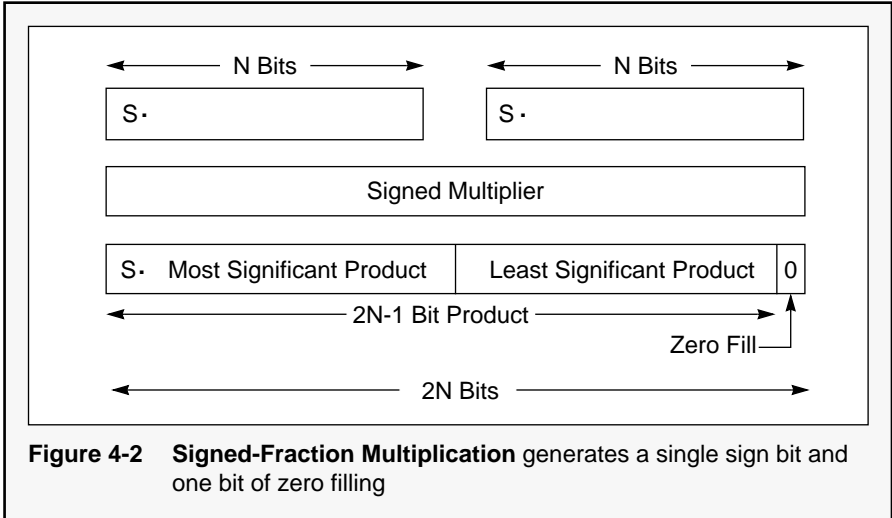 N Bits
N Bits
S.
S.
Signed Multiplier
S. Most Significant Product
Least Significant Product
0
2N-1 Bit Product
Zero Fill
2N Bits
Figure 4-2 Signed-Fraction Multiplication generates a single sign bit and
one bit of zero filling